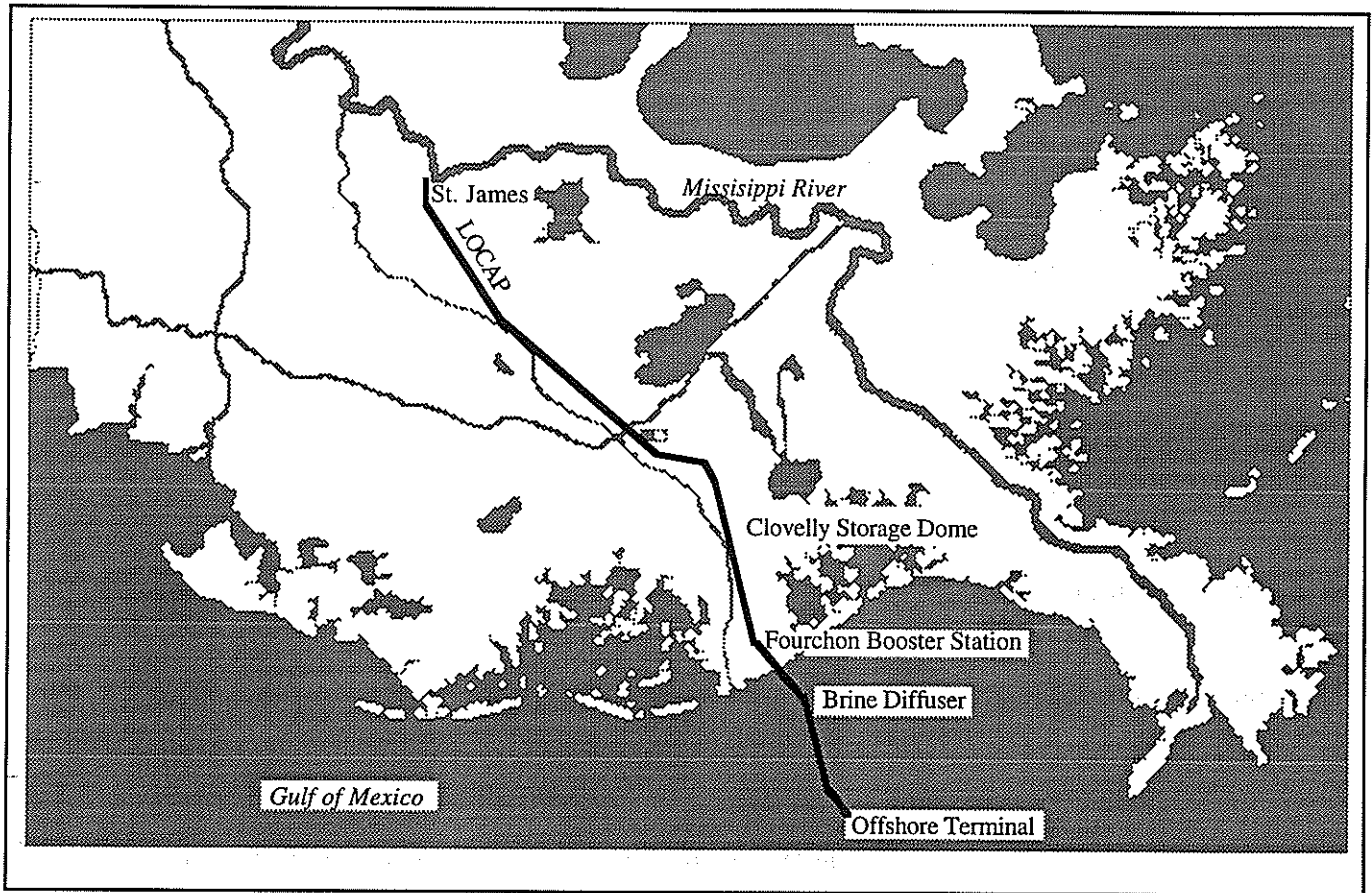 Missisippi River
St. James
LOCAP
Clovelly Storage Dome
Fourchon Booster Station
Brine Diffuser
Gulf of Mexico
Offshore Terminal